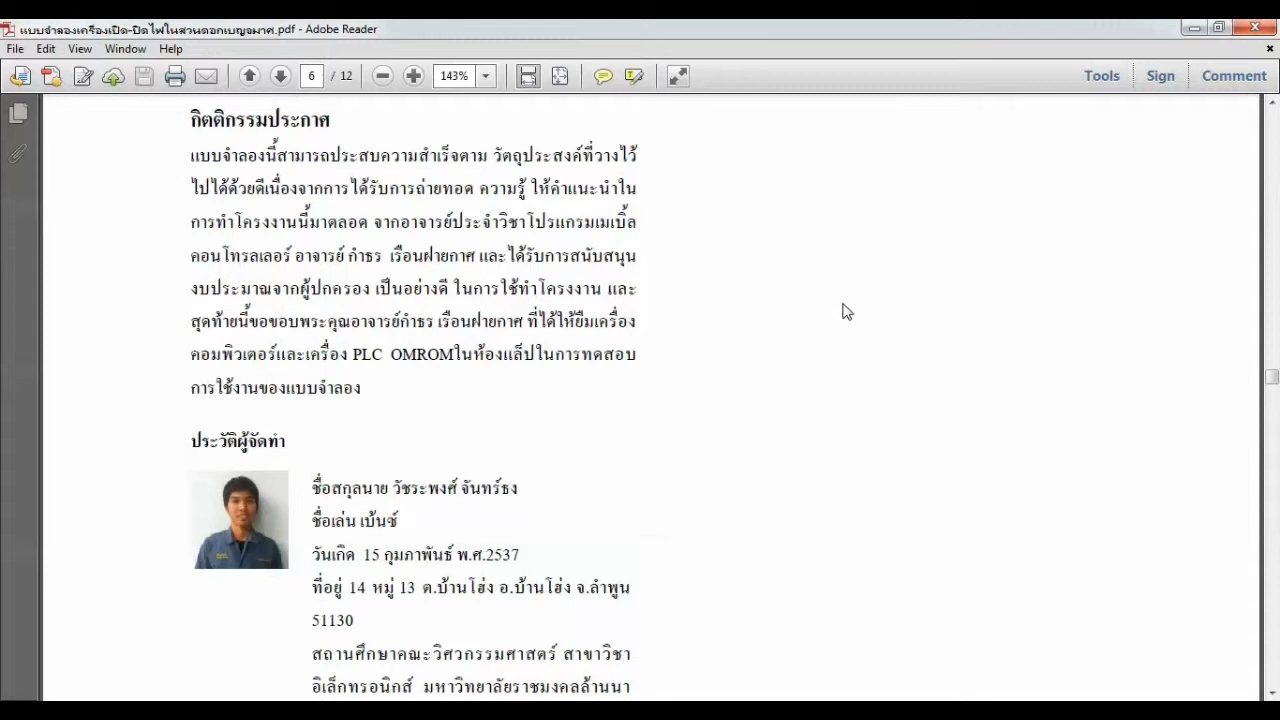 แบบจำลองเครื่องเปิด-ปิดไฟในสวนดอกเบญจมาศ.pdf - Adobe Reader
File Edit View Window Help
6 / 12 143% Tools Sign Comment
กิตติกรรมประกาศ
แบบจำลองนี้สามารถประสบความสำเร็จตาม วัตถุประสงค์ที่วางไว้
ไปได้ด้วยดีเนื่องจากการได้รับการถ่ายทอด ความรู้ ให้คำแนะนำใน
การทำโครงงานนี้มาตลอด จากอาจารย์ประจำวิชาโปรแกรมเมเบิ้ล
คอนโทรลเลอร์ อาจารย์ กำธร เรือนฝายกาศ และได้รับการสนับสนุน
งบประมาณจากผู้ปกครอง เป็นอย่างดี ในการใช้ทำโครงงาน และ
สุดท้ายนี้ขอขอบพระคุณอาจารย์กำธร เรือนฝายกาศ ที่ได้ให้ยืมเครื่อง
คอมพิวเตอร์และเครื่อง PLC OMROMในห้องแล็ปในการทดสอบ
การใช้งานของแบบจำลอง
ประวัติผู้จัดทำ
ชื่อสกุลนาย วัชระพงศ์ จันทร์ธง
ชื่อเล่น เบ้นซ์
วันเกิด 15 กุมภาพันธ์ พ.ศ.2537
ที่อยู่ 14 หมู่ 13 ต.บ้านโฮ่ง อ.บ้านโฮ่ง จ.ลำพูน
51130
สถานศึกษาคณะวิศวกรรมศาสตร์ สาขาวิชา
อิเล็กทรอนิกส์ มหาวิทยาลัยราชมงคลล้านนา